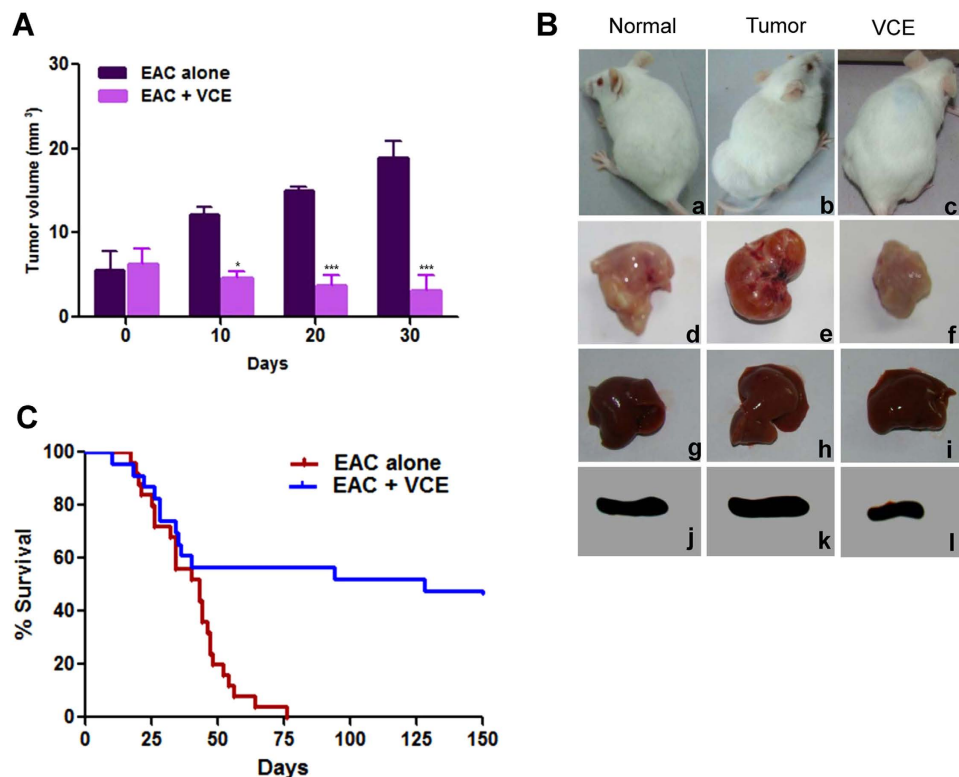 A
30
20
10
0
Tumor volume (mm ³)
EAC alone
EAC + VCE
*
***
***
0 10 20 30
Days
B
Normal Tumor VCE
a b c
d e f
g h i
j k l
C
100
80
60
40
20
0
% Survival
EAC alone
EAC + VCE
0 25 50 75 100 125 150
Days